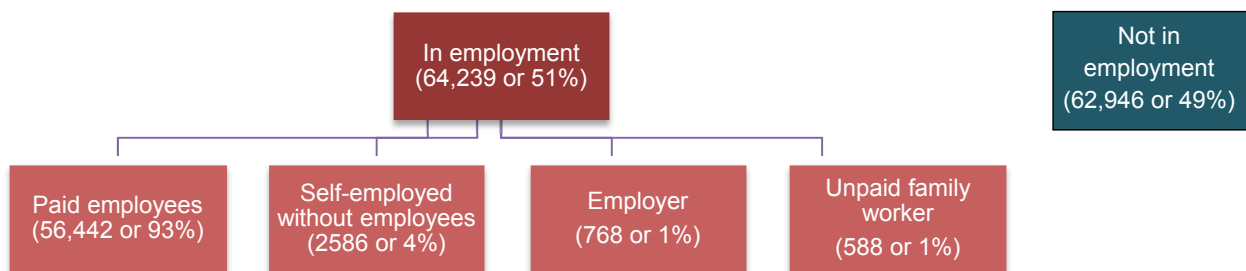 In employment
(64,239 or 51%)
Not in
employment
(62,946 or 49%)
Paid employees
(56,442 or 93%)
Self-employed
without employees
(2586 or 4%)
Employer
(768 or 1%)
Unpaid family
worker
(588 or 1%)